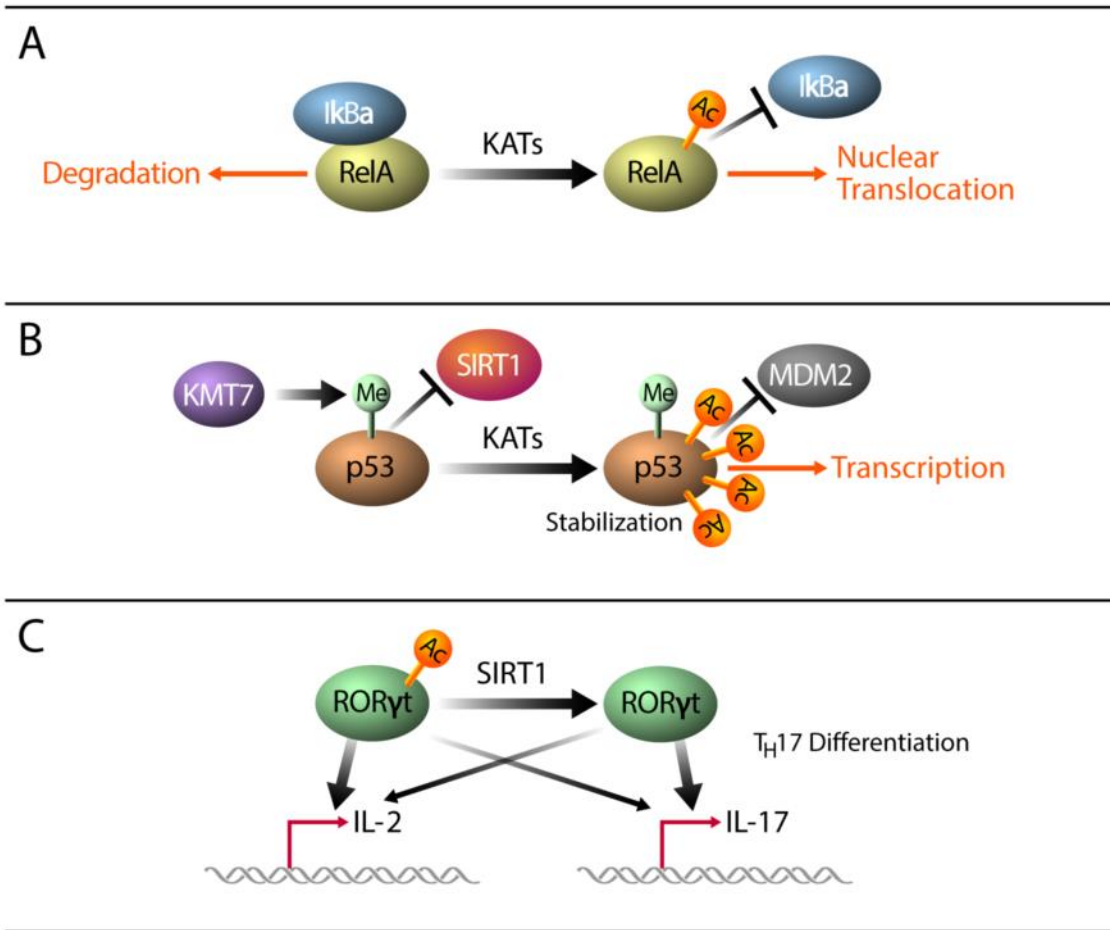 A
IkBa
RelA
Degradation
KATs
Ac
RelA
IkBa
Nuclear
Translocation
B
KMT7
Me
SIRT1
p53
KATs
Me
Ac
Ac
Ac
Ac
MDM2
p53
Stabilization
Transcription
C
Ac
RORγt
SIRT1
RORγt
TH17 Differentiation
IL-2
IL-17